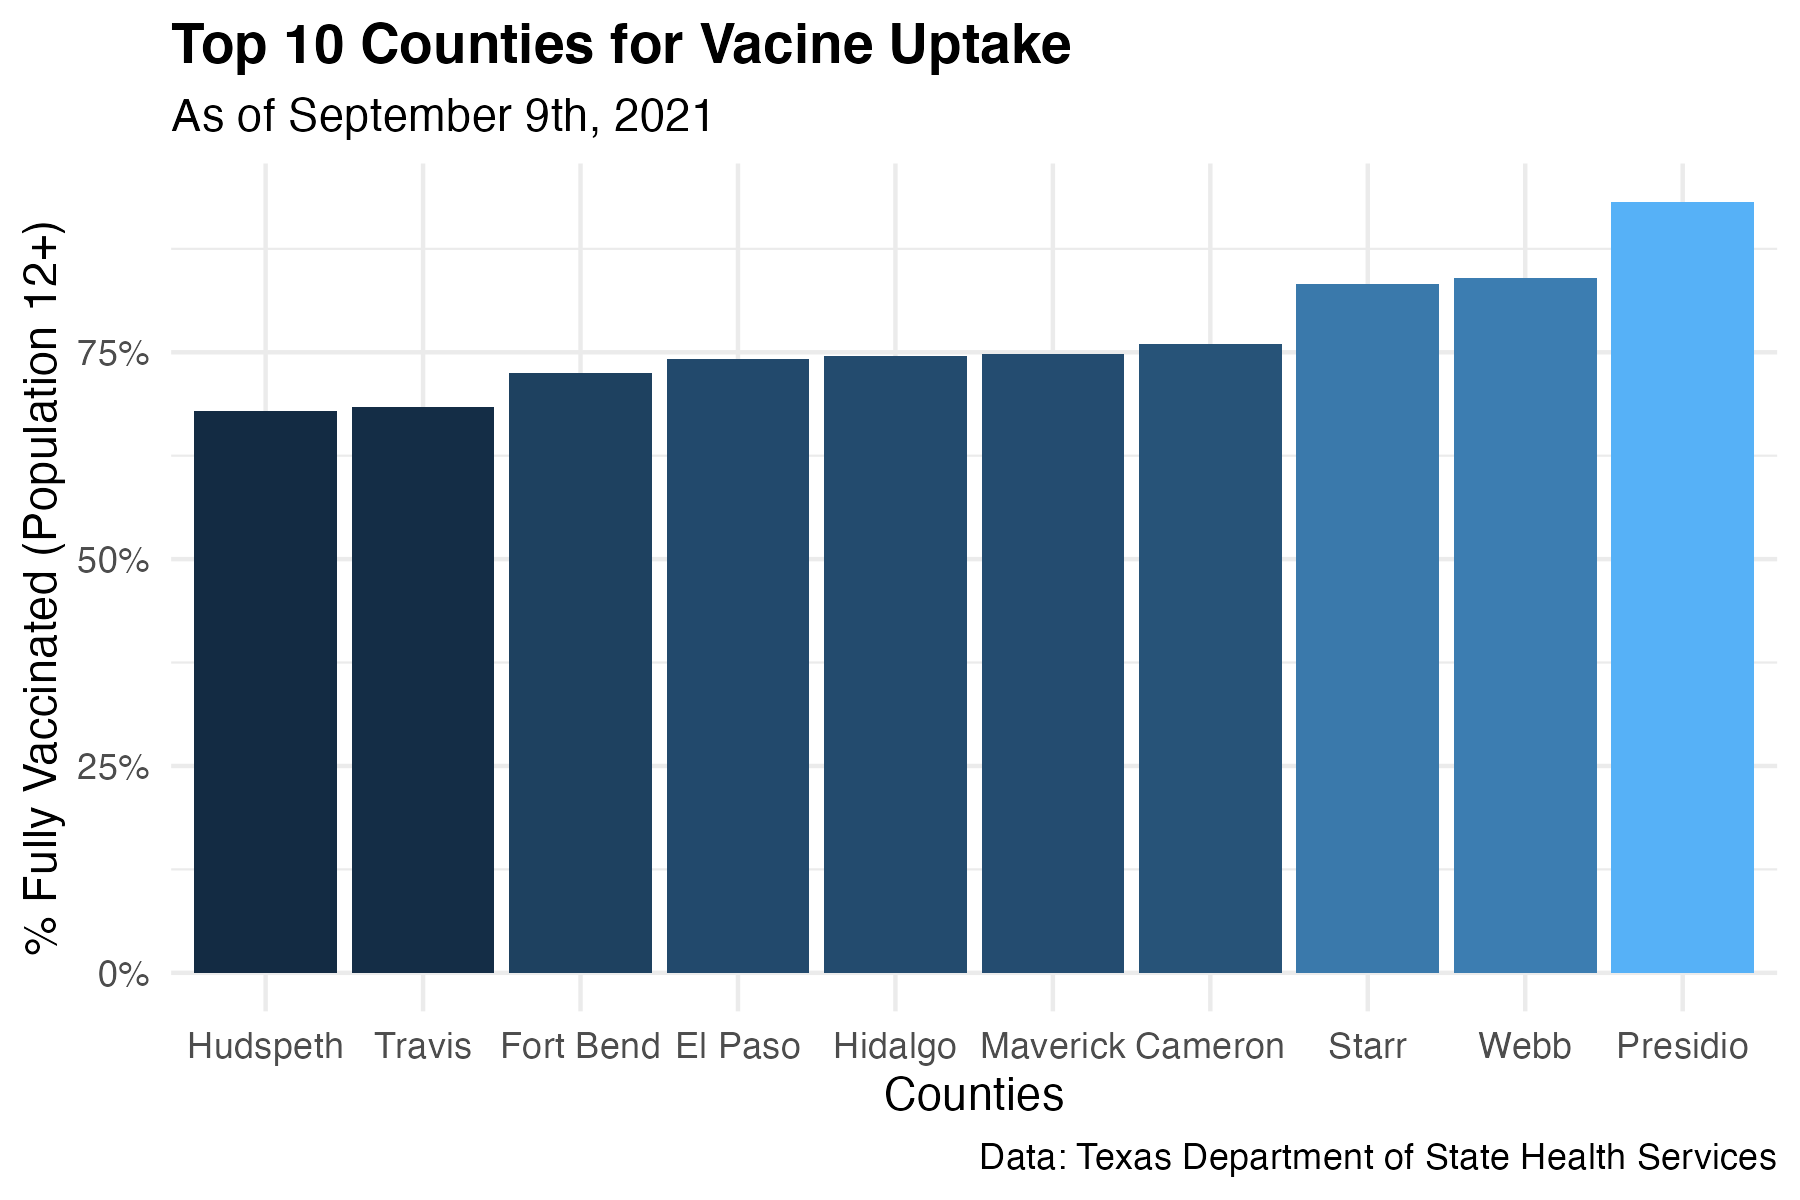 Top 10 Counties for Vacine Uptake
As of September 9th, 2021
% Fully Vaccinated (Population 12+)
75%
50%
25%
0%
Hudspeth Travis Fort Bend El Paso Hidalgo Maverick Cameron Starr Webb Presidio
Counties
Data: Texas Department of State Health Services